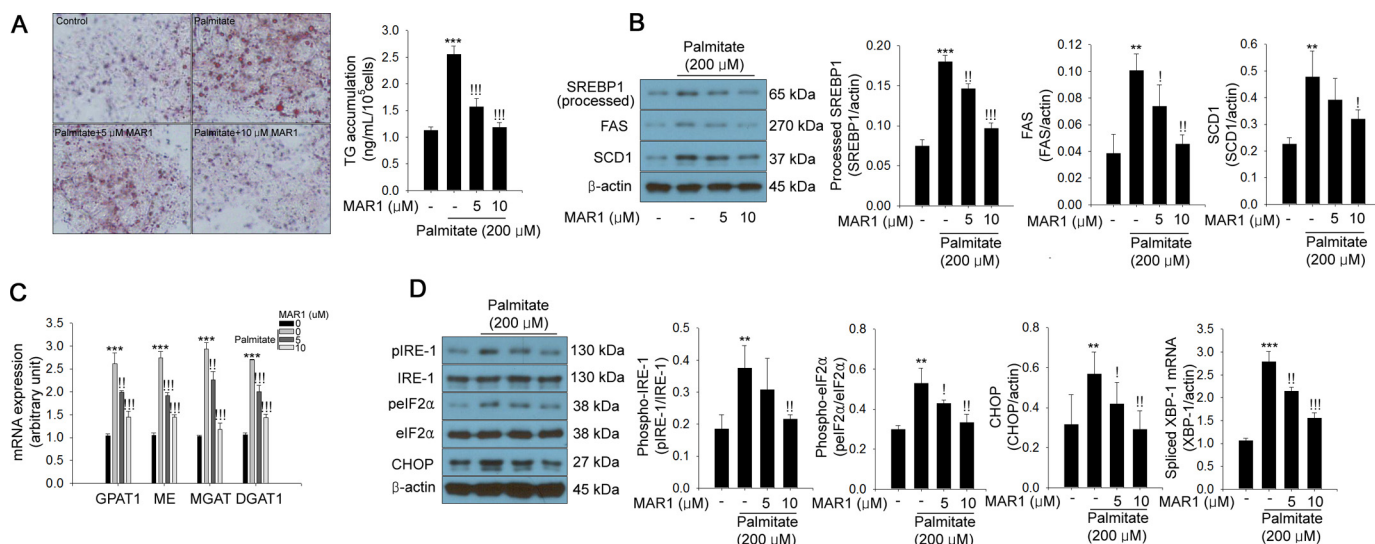 A
Control
Palmitate
Palmitate+5 µM MAR1
Palmitate+10 µM MAR1
TG accumulation
(ng/mL/10⁵cells)
3.0
2.5
2.0
1.5
1.0
0.5
0.0
***
!!!
!!!
MAR1 (µM) - - 5 10
Palmitate (200 µM)
B
Palmitate
(200 µM)
SREBP1
(processed)
65 kDa
FAS
270 kDa
SCD1
37 kDa
β-actin
45 kDa
MAR1 (µM) - - 5 10
Processed SREBP1
(SREBP1/actin)
0.20
0.15
0.10
0.05
0.00
***
!!
!!!
MAR1 (µM) - - 5 10
Palmitate
(200 µM)
FAS
(FAS/actin)
0.12
0.10
0.08
0.06
0.04
0.02
0.00
**
!
!!
MAR1 (µM) - - 5 10
Palmitate
(200 µM)
SCD1
(SCD1/actin)
0.6
0.5
0.4
0.3
0.2
0.1
0.0
**
!
MAR1 (µM) - - 5 10
Palmitate
(200 µM)
C
MAR1 (uM)
0
Palmitate
0
5
10
mRNA expression
(arbitrary unit)
3.5
3.0
2.5
2.0
1.5
1.0
0.5
0.0
*** !! !!!
*** !!! !!!
*** !! !!!
*** !!! !!!
GPAT1 ME MGAT DGAT1
D
Palmitate
(200 µM)
pIRE-1
130 kDa
IRE-1
130 kDa
peIF2α
38 kDa
eIF2α
38 kDa
CHOP
27 kDa
β-actin
45 kDa
MAR1 (µM) - - 5 10
Phospho-IRE-1
(pIRE-1/IRE-1)
0.5
0.4
0.3
0.2
0.1
0.0
**
!!
MAR1 (µM) - - 5 10
Palmitate
(200 µM)
Phospho-eIF2α
(peIF2α/eIF2α)
0.8
0.6
0.4
0.2
0.0
**
!
!!
MAR1 (µM) - - 5 10
Palmitate
(200 µM)
CHOP
(CHOP/actin)
0.8
0.6
0.4
0.2
0.0
**
!
!!
MAR1 (µM) - - 5 10
Palmitate
(200 µM)
Spliced XBP-1 mRNA
(XBP-1/actin)
3.5
3.0
2.5
2.0
1.5
1.0
0.5
0.0
***
!!
!!!
MAR1 (µM) - - 5 10
Palmitate
(200 µM)